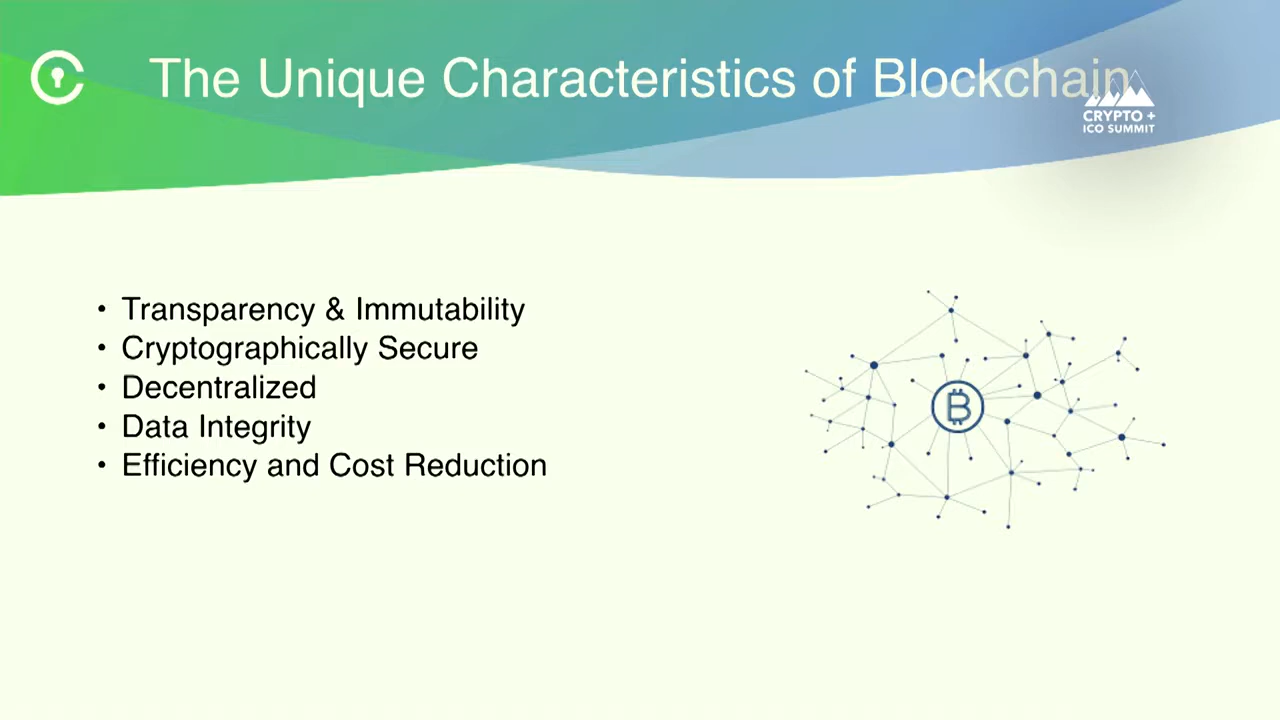 The Unique Characteristics of Blockchain
CRYPTO +
ICO SUMMIT
• Transparency & Immutability
• Cryptographically Secure
• Decentralized
• Data Integrity
• Efficiency and Cost Reduction